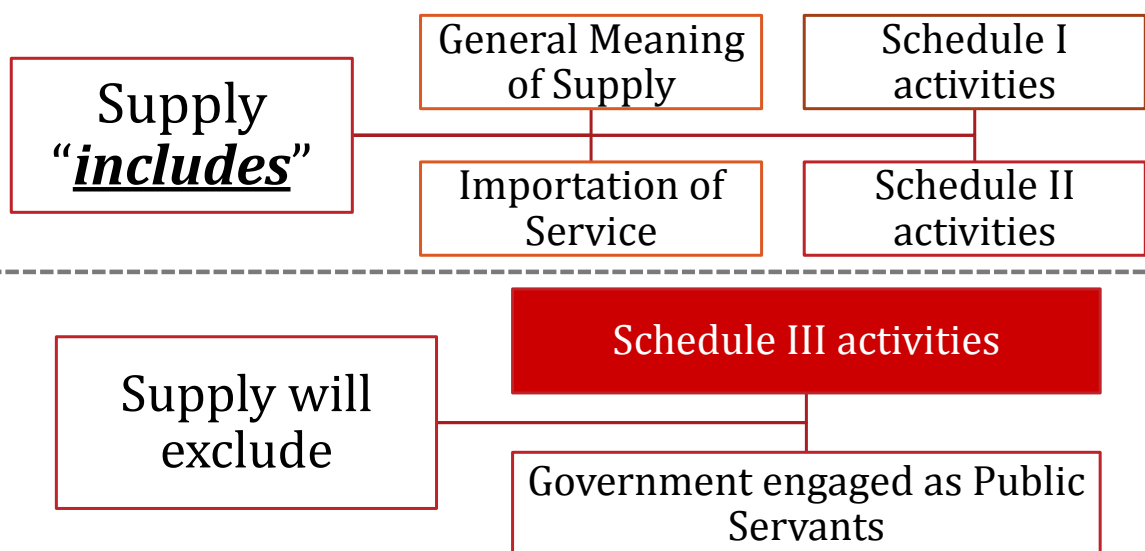 Supply
“includes”
General Meaning
of Supply
Schedule I
activities
Importation of
Service
Schedule II
activities
Supply will
exclude
Schedule III activities
Government engaged as Public
Servants